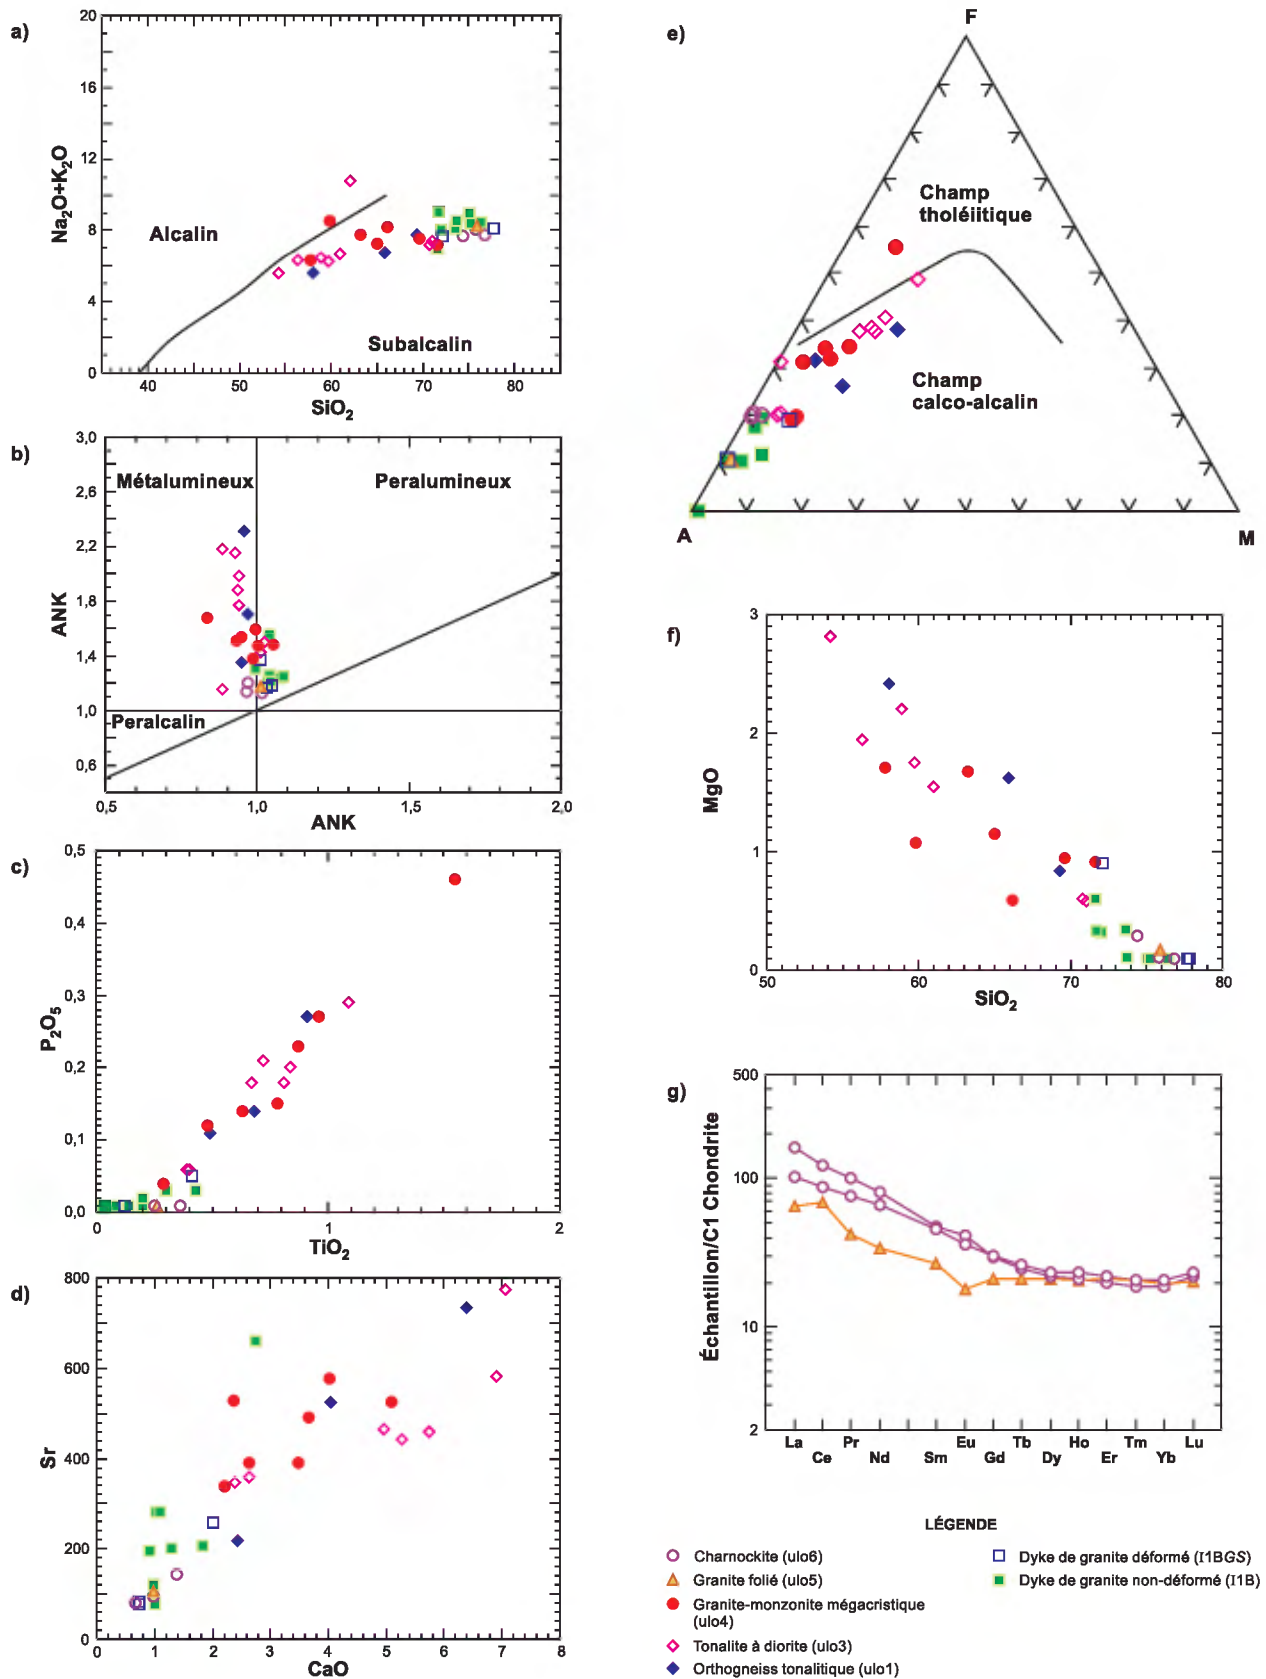 a)
20
16
12
8
4
0
Na2O+K2O
Alcalin
Subalcalin
40
50
60
70
80
SiO2
b)
3,0
2,6
2,2
1,8
1,4
1,0
0,6
ANK
Métalumineux
Peralumineux
Peralcalin
0,5
1,0
1,5
2,0
ANK
c)
0,5
0,4
0,3
0,2
0,1
0,0
P2O5
0
1
2
TiO2
d)
800
600
400
200
0
Sr
0
1
2
3
4
5
6
7
8
CaO
e)
F
Champ
tholéiitique
Champ
calco-alcalin
A
M
f)
3
2
1
0
MgO
50
60
70
80
SiO2
g)
500
100
10
2
Échantillon/C1 Chondrite
La
Ce
Pr
Nd
Sm
Eu
Gd
Tb
Dy
Ho
Er
Tm
Yb
Lu
LÉGENDE
Charnockite (ulo6)
Granite folié (ulo5)
Granite-monzonite mégacristique
(ulo4)
Tonalite à diorite (ulo3)
Orthogneiss tonalitique (ulo1)
Dyke de granite déformé (I1BGS)
Dyke de granite non-déformé (I1B)